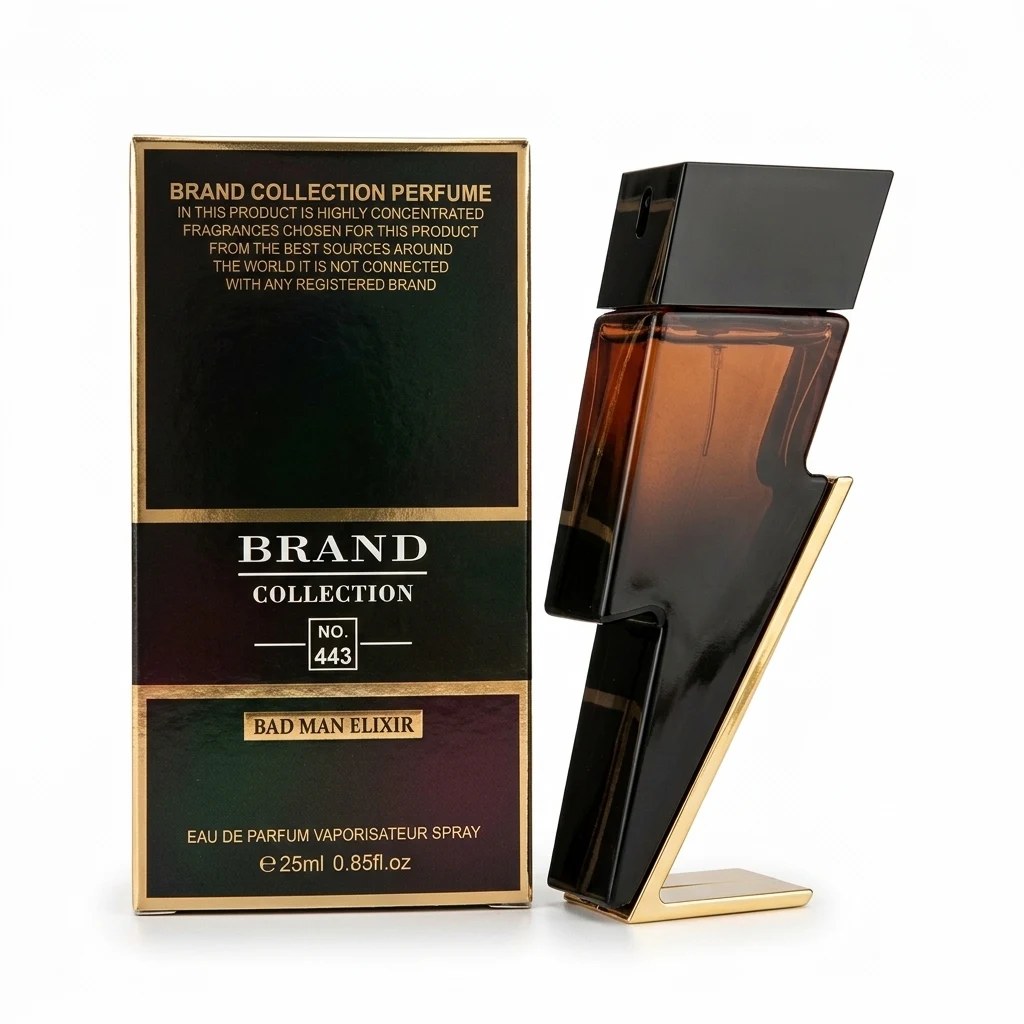 BRAND COLLECTION PERFUME
IN THIS PRODUCT IS HIGHLY CONCENTRATED
FRAGRANCES CHOSEN FOR THIS PRODUCT
FROM THE BEST SOURCES AROUND
THE WORLD IT IS NOT CONNECTED
WITH ANY REGISTERED BRAND
BRAND
COLLECTION
NO.
443
BAD MAN ELIXIR
EAU DE PARFUM VAPORISATEUR SPRAY
℮25ml 0.85fl.oz